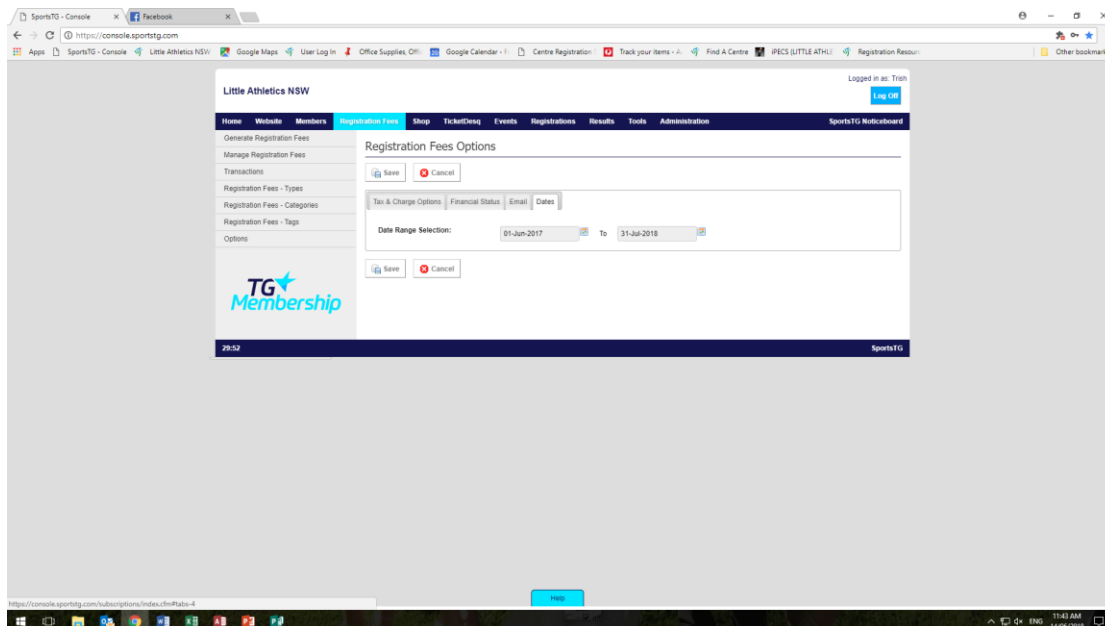 SportsTG - Console
Facebook
https://console.sportstg.com
Apps SportsTG - Console Little Athletics NSW Google Maps User Log In Office Supplies, Offi Google Calendar - Centre Registration Track your items - A Find A Centre iPECS (LITTLE ATHLE Registration Resourc Other bookmark
Logged in as: Trish
Little Athletics NSW
Log Off
Home Website Members Registration Fees Shop TicketDesq Events Registrations Results Tools Administration SportsTG Noticeboard
Generate Registration Fees
Manage Registration Fees
Transactions
Registration Fees - Types
Registration Fees - Categories
Registration Fees - Tags
Options
TG
Membership
Registration Fees Options
Save Cancel
Tax & Charge Options Financial Status Email Dates
Date Range Selection: 01-Jun-2017 To 31-Jul-2018
Save Cancel
29:52 SportsTG
Help
https://console.sportstg.com/subscriptions/index.cfm#tabs-4
ENG 11:43 AM